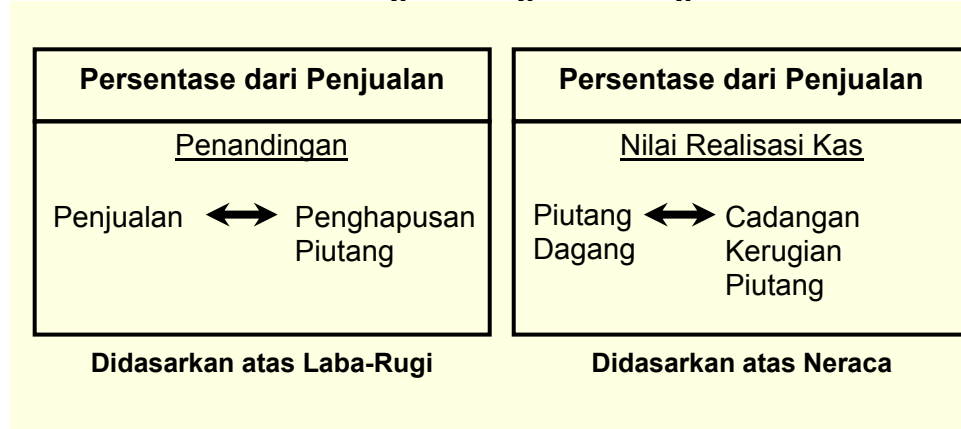 Persentase dari Penjualan
Penandingan
Penjualan
Penghapusan
Piutang
Didasarkan atas Laba-Rugi
Persentase dari Penjualan
Nilai Realisasi Kas
Piutang
Dagang
Cadangan
Kerugian
Piutang
Didasarkan atas Neraca